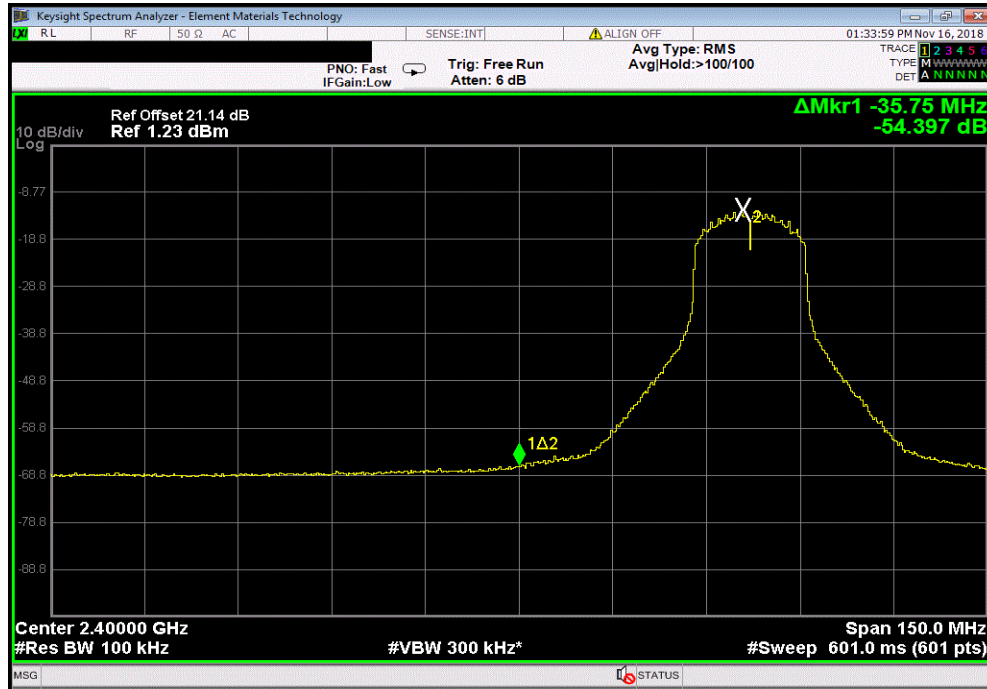 Keysight Spectrum Analyzer - Element Materials Technology
LXI RL RF 50 Ω AC SENSE:INT ALIGN OFF 01:33:59 PM Nov 16, 2018
PNO: Fast Trig: Free Run Avg Type: RMS TRACE 1 2 3 4 5 6
IFGain:Low Atten: 6 dB Avg|Hold:>100/100 TYPE M W W W W W
DET A N N N N N
ΔMkr1 -35.75 MHz
-54.397 dB
Ref Offset 21.14 dB
10 dB/div Ref 1.23 dBm
Log
-8.77
X2
-18.8
-28.8
-38.8
-48.8
-58.8
1Δ2
-68.8
-78.8
-88.8
Center 2.40000 GHz Span 150.0 MHz
#Res BW 100 kHz #VBW 300 kHz* #Sweep 601.0 ms (601 pts)
MSG STATUS